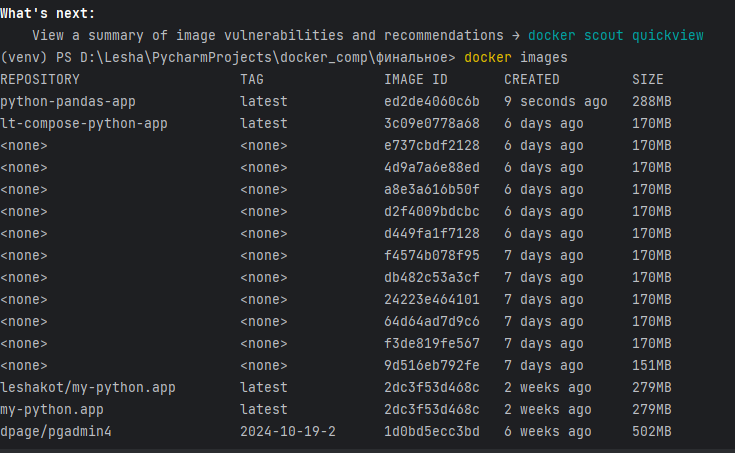 What's next:
    View a summary of image vulnerabilities and recommendations → docker scout quickview
(venv) PS D:\Lesha\PycharmProjects\docker_comp\финальное> docker images
REPOSITORY                    TAG               IMAGE ID       CREATED         SIZE
python-pandas-app             latest            ed2de4060c6b   9 seconds ago   288MB
lt-compose-python-app         latest            3c09e0778a68   6 days ago      170MB
<none>                        <none>            e737cbdf2128   6 days ago      170MB
<none>                        <none>            4d9a7a6e88ed   6 days ago      170MB
<none>                        <none>            a8e3a616b50f   6 days ago      170MB
<none>                        <none>            d2f4009bdcbc   6 days ago      170MB
<none>                        <none>            d449fa1f7128   6 days ago      170MB
<none>                        <none>            f4574b078f95   7 days ago      170MB
<none>                        <none>            db482c53a3cf   7 days ago      170MB
<none>                        <none>            24223e464101   7 days ago      170MB
<none>                        <none>            64d64ad7d9c6   7 days ago      170MB
<none>                        <none>            f3de819fe567   7 days ago      170MB
<none>                        <none>            9d516eb792fe   7 days ago      151MB
leshakot/my-python.app        latest            2dc3f53d468c   2 weeks ago     279MB
my-python.app                 latest            2dc3f53d468c   2 weeks ago     279MB
dpage/pgadmin4                2024-10-19-2      1d0bd5ecc3bd   6 weeks ago     502MB